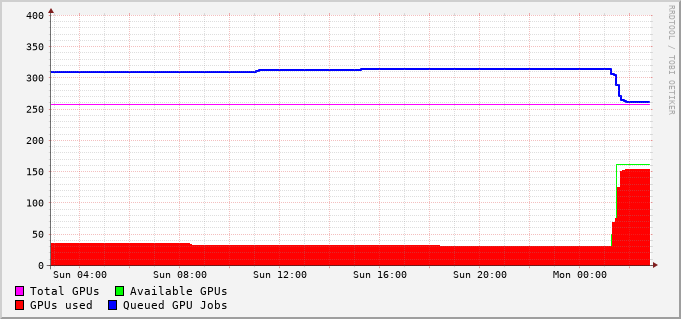 400
350
300
250
200
150
100
50
0
Sun 04:00 Sun 08:00 Sun 12:00 Sun 16:00 Sun 20:00 Mon 00:00
Total GPUs Available GPUs
GPUs used Queued GPU Jobs
RRDTOOL / TOBI OETIKER